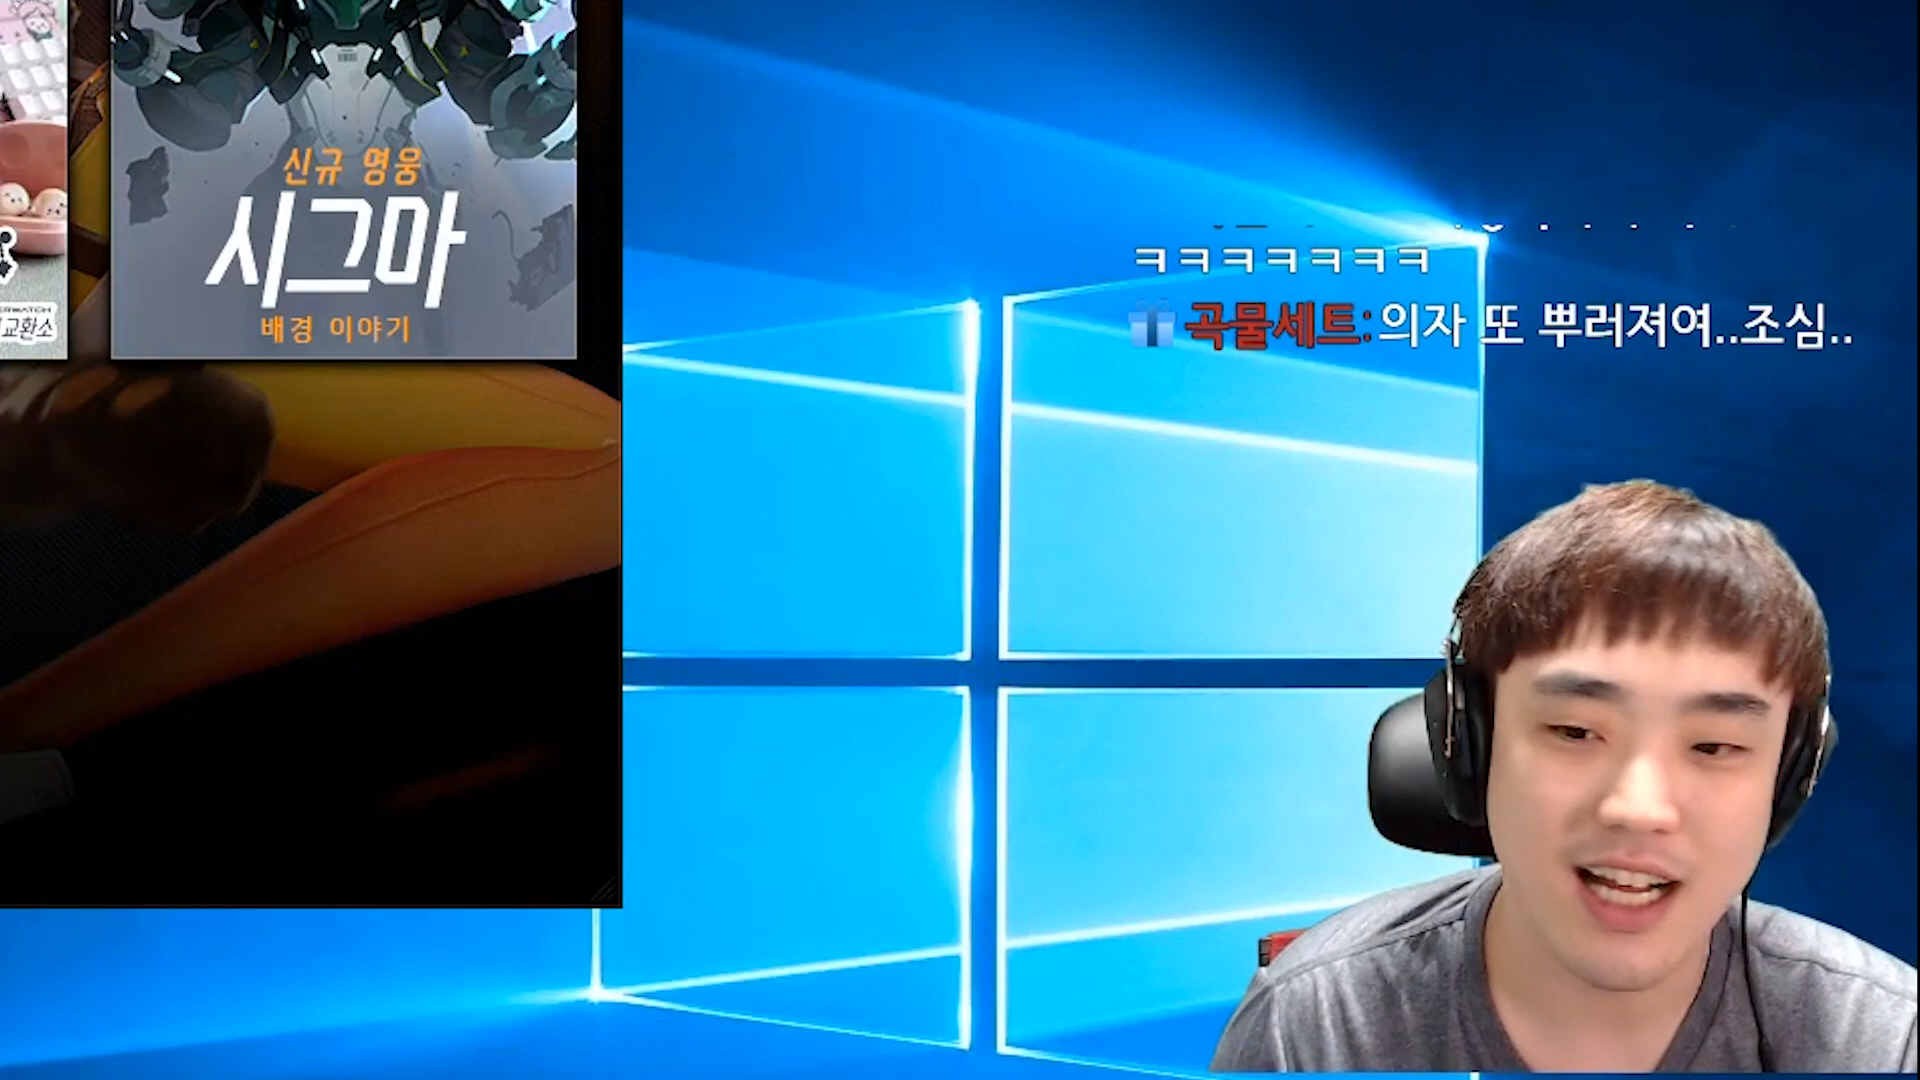 신규 영웅
시그마
배경 이야기
교환소
ㅋㅋㅋㅋㅋㅋㅋ
곡물세트: 의자 또 뿌러져여..조심..